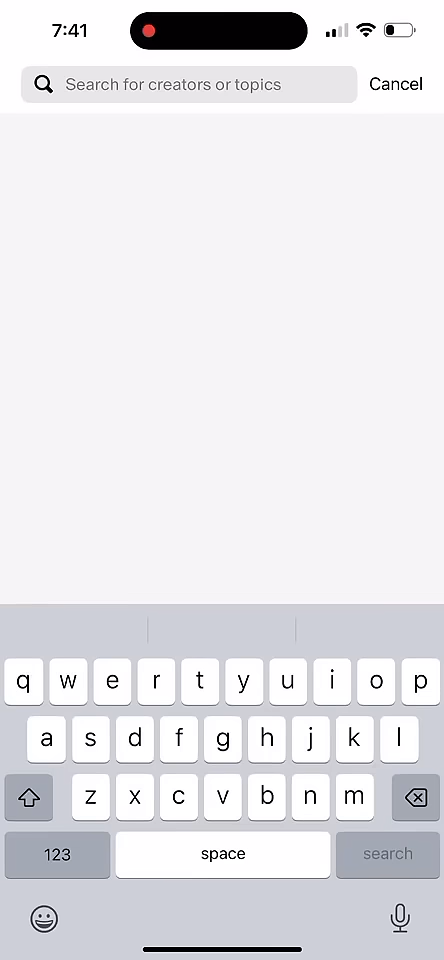 7:41
Search for creators or topics Cancel
q w e r t y u i o p
a s d f g h j k l
z x c v b n m
123 space search